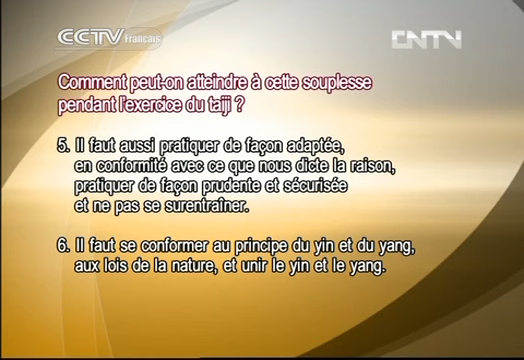 CCTV Français
CNTV
Comment peut-on atteindre à cette souplesse
pendant l'exercice du taiji ?
5. Il faut aussi pratiquer de façon adaptée,
en conformité avec ce que nous dicte la raison,
pratiquer de façon prudente et sécurisée
et ne pas se surentraîner.
6. Il faut se conformer au principe du yin et du yang,
aux lois de la nature, et unir le yin et le yang.